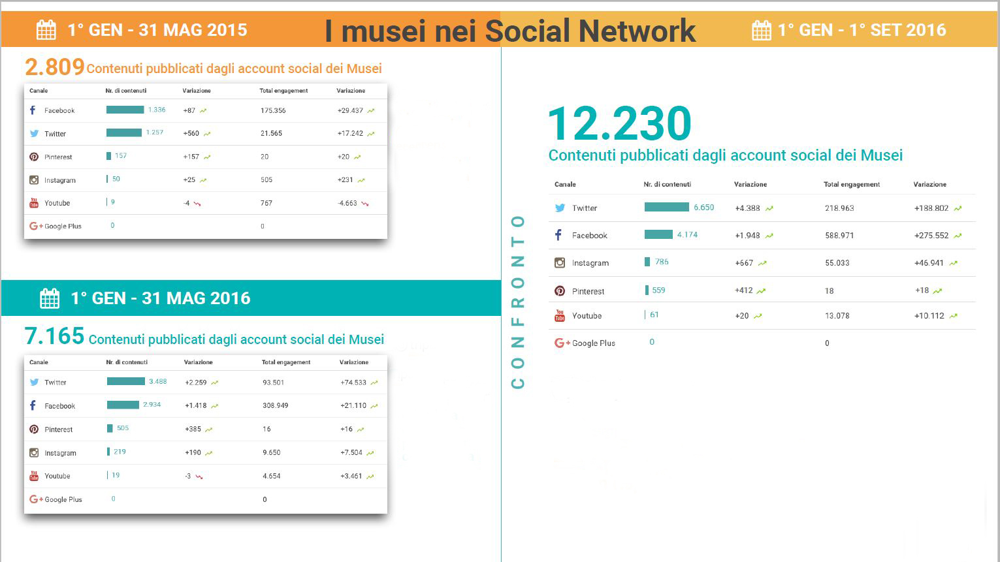 I musei nei Social Network
1° GEN - 31 MAG 2015
2.809 Contenuti pubblicati dagli account social dei Musei
Canale Nr. di contenuti Variazione Total engagement Variazione
Facebook 1.336 +87 175.356 +29.437
Twitter 1.257 +560 21.565 +17.242
Pinterest 157 +157 20 +20
Instagram 50 +25 505 +231
You Tube Youtube 9 -4 767 -4.663
G+ Google Plus 0 0
1° GEN - 31 MAG 2016
7.165 Contenuti pubblicati dagli account social dei Musei
Canale Nr. di contenuti Variazione Total engagement Variazione
Twitter 3.488 +2.259 93.501 +74.533
Facebook 2.934 +1.418 308.949 +21.110
Pinterest 505 +385 16 +16
Instagram 219 +190 9.650 +7.504
You Tube Youtube 19 -3 4.654 +3.461
G+ Google Plus 0 0
CONFRONTO
1° GEN - 1° SET 2016
12.230
Contenuti pubblicati dagli account social dei Musei
Canale Nr. di contenuti Variazione Total engagement Variazione
Twitter 6.650 +4.388 218.963 +188.802
Facebook 4.174 +1.948 588.971 +275.552
Instagram 786 +667 55.033 +46.941
Pinterest 559 +412 18 +18
You Tube Youtube 61 +20 13.078 +10.112
G+ Google Plus 0 0